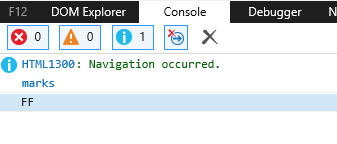 F12 DOM Explorer Console Debugger N
0 0 1
HTML1300: Navigation occurred.
marks
FF